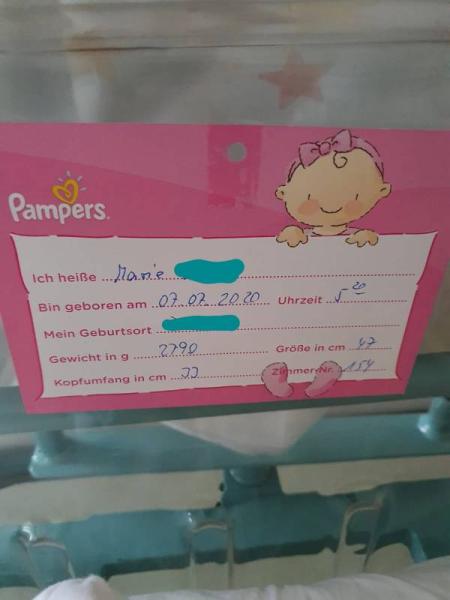 Pampers.
Ich heiße Marie
Bin geboren am 07.07.2020 Uhrzeit 5 20
Mein Geburtsort
Gewicht in g 2790 Größe in cm 47
Kopfumfang in cm 33 Zimmer-Nr. 154